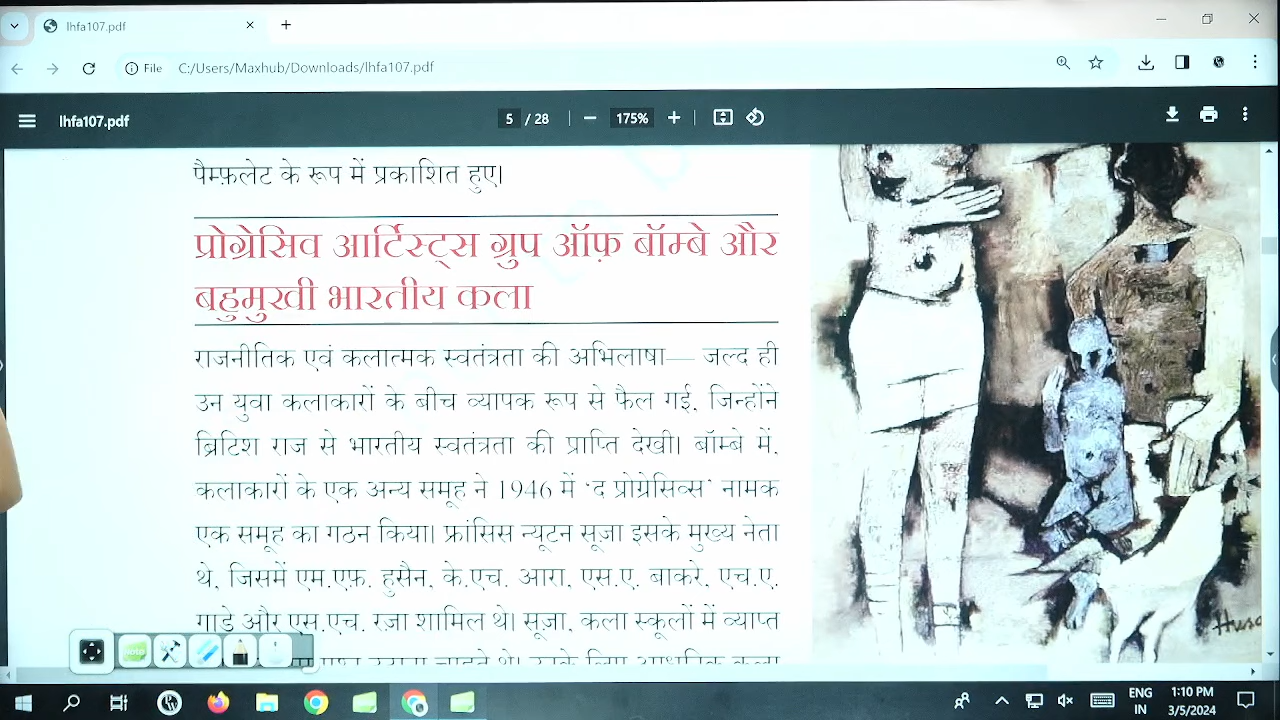 lhfa107.pdf
File C:/Users/Maxhub/Downloads/lhfa107.pdf
lhfa107.pdf 5 / 28 175%
पैम्फ़लेट के रूप में प्रकाशित हुए।
प्रोग्रेसिव आर्टिस्ट्स ग्रुप ऑफ़ बॉम्बे और
बहुमुखी भारतीय कला
राजनीतिक एवं कलात्मक स्वतंत्रता की अभिलाषा— जल्द ही
उन युवा कलाकारों के बीच व्यापक रूप से फैल गई, जिन्होंने
ब्रिटिश राज से भारतीय स्वतंत्रता की प्राप्ति देखी। बॉम्बे में,
कलाकारों के एक अन्य समूह ने 1946 में ‘द प्रोग्रेसिव्स’ नामक
एक समूह का गठन किया। फ्रांसिस न्यूटन सूज़ा इसके मुख्य नेता
थे, जिसमें एम.एफ़. हुसैन, के.एच. आरा, एस.ए. बाकरे, एच.ए.
गाडे और एस.एच. रज़ा शामिल थे। सूज़ा, कला स्कूलों में व्याप्त
Husa
ENG 1:10 PM
IN 3/5/2024